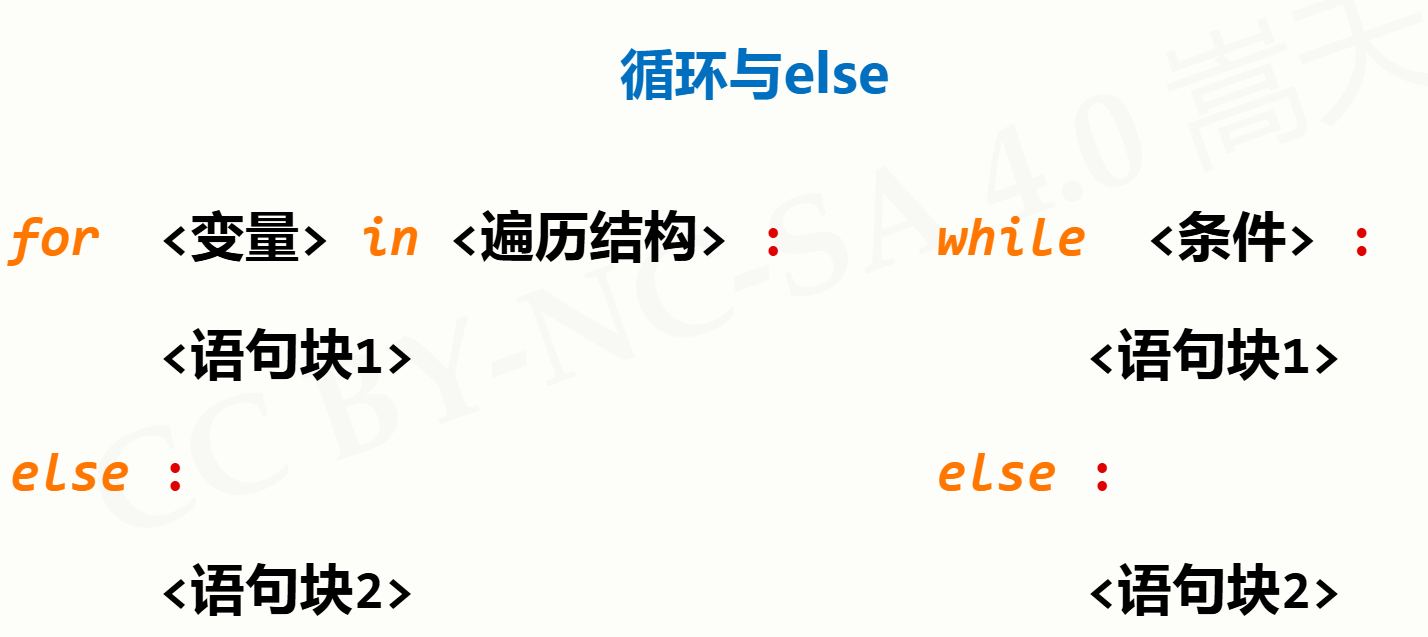 循环与else
for <变量> in <遍历结构> :
<语句块1>
else :
<语句块2>
while <条件> :
<语句块1>
else :
<语句块2>
CC BY-NC-SA 4.0 嵩天